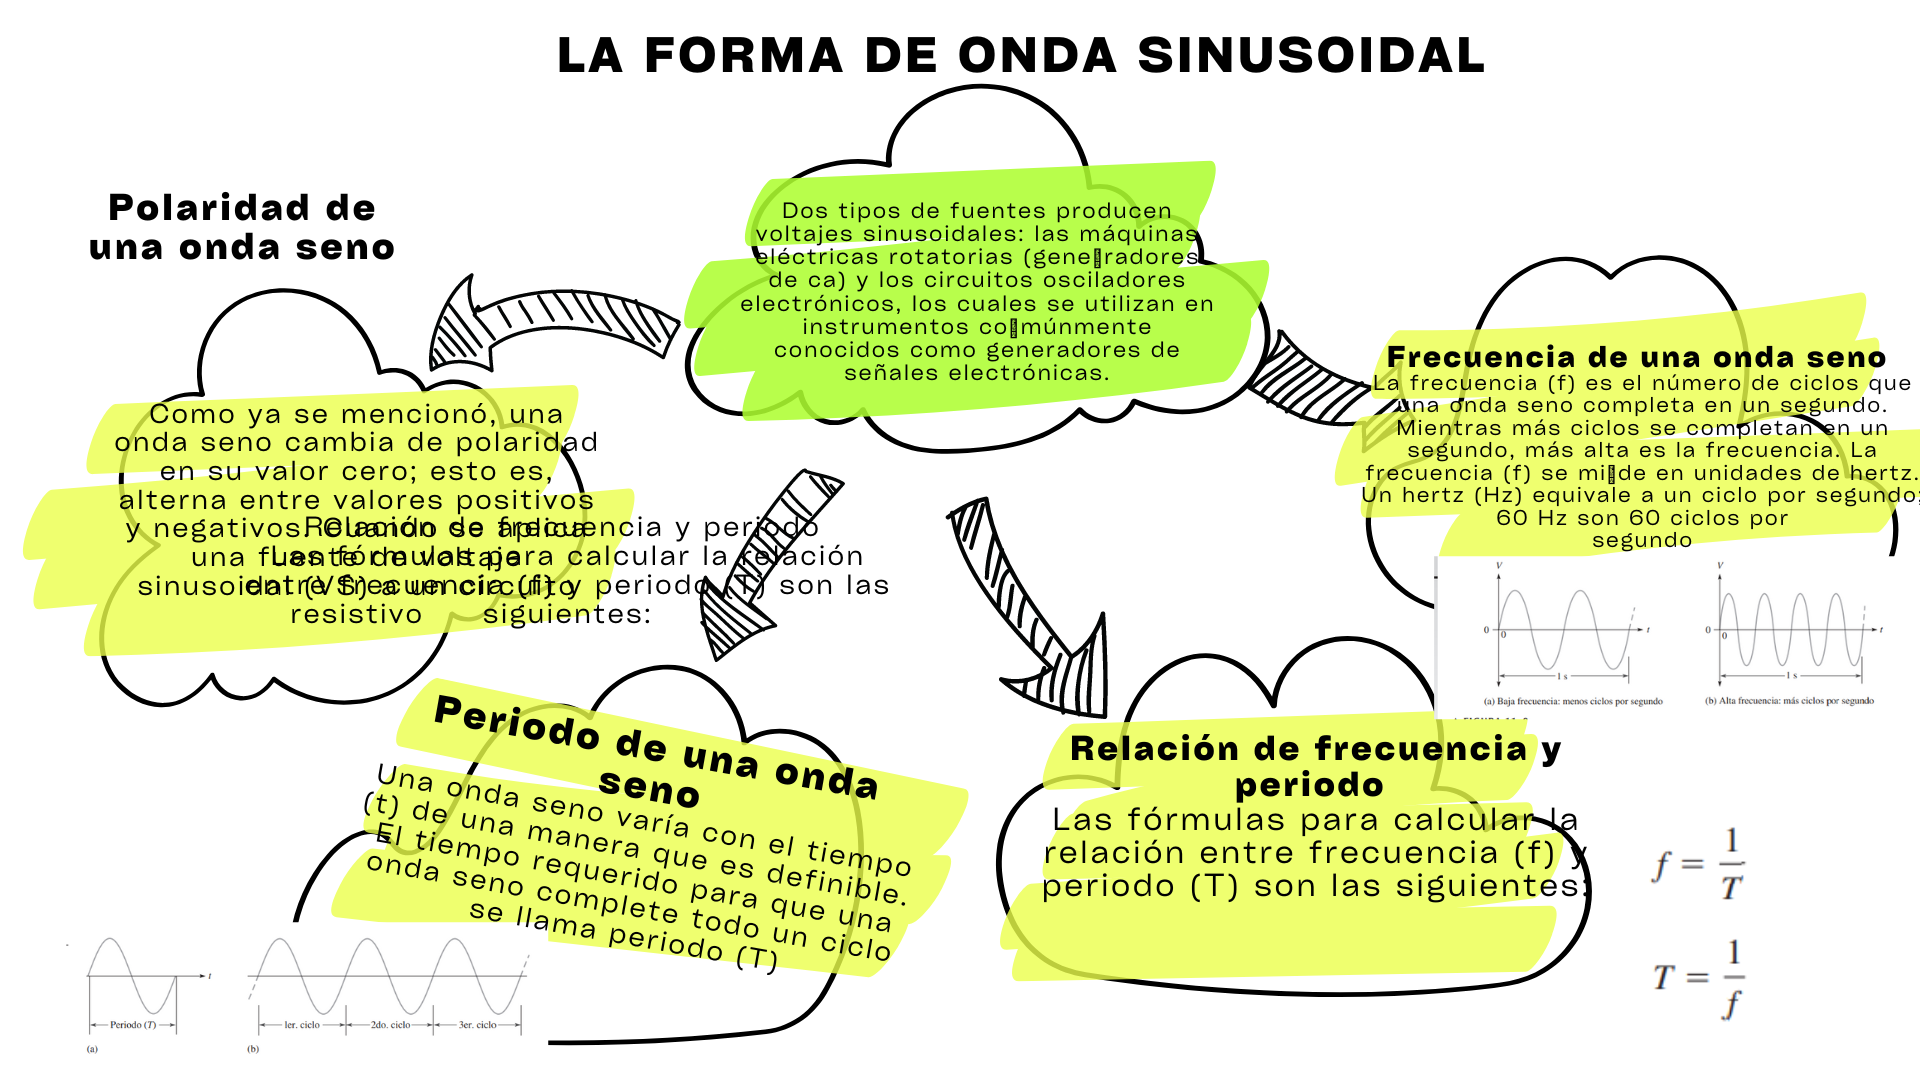 LA FORMA DE ONDA SINUSOIDAL
Dos tipos de fuentes producen
voltajes sinusoidales: las máquinas
eléctricas rotatorias (generadores
de ca) y los circuitos osciladores
electrónicos, los cuales se utilizan en
instrumentos comúnmente
conocidos como generadores de
señales electrónicas.
Polaridad de
una onda seno
Como ya se mencionó, una
onda seno cambia de polaridad
en su valor cero; esto es,
alterna entre valores positivos
y negativos. Cuando se aplica
una fuente de voltaje
sinusoidal (Vs) a un circuito
resistivo
Relación de frecuencia y periodo
Las fórmulas para calcular la relación
entre frecuencia (f) y periodo (T) son las
siguientes:
Frecuencia de una onda seno
La frecuencia (f) es el número de ciclos que
una onda seno completa en un segundo.
Mientras más ciclos se completan en un
segundo, más alta es la frecuencia. La
frecuencia (f) se mide en unidades de hertz.
Un hertz (Hz) equivale a un ciclo por segundo;
60 Hz son 60 ciclos por
segundo
V
0
0
t
1 s
(a) Baja frecuencia: menos ciclos por segundo
V
0
0
t
1 s
(b) Alta frecuencia: más ciclos por segundo
Periodo de una onda
seno
Una onda seno varía con el tiempo
(t) de una manera que es definible.
El tiempo requerido para que una
onda seno complete todo un ciclo
se llama periodo (T)
t
Periodo (T)
(a)
1er. ciclo
2do. ciclo
3er. ciclo
(b)
Relación de frecuencia y
periodo
Las fórmulas para calcular la
relación entre frecuencia (f) y
periodo (T) son las siguientes:
f = 1/T
T = 1/f